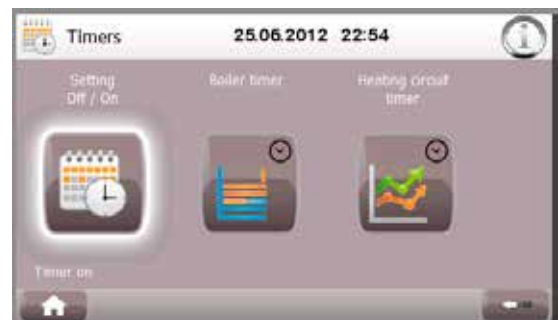 Timers
25.06.2012 22:54
Setting
Off / On
Boiler timer
Heating circuit
timer
Timer on